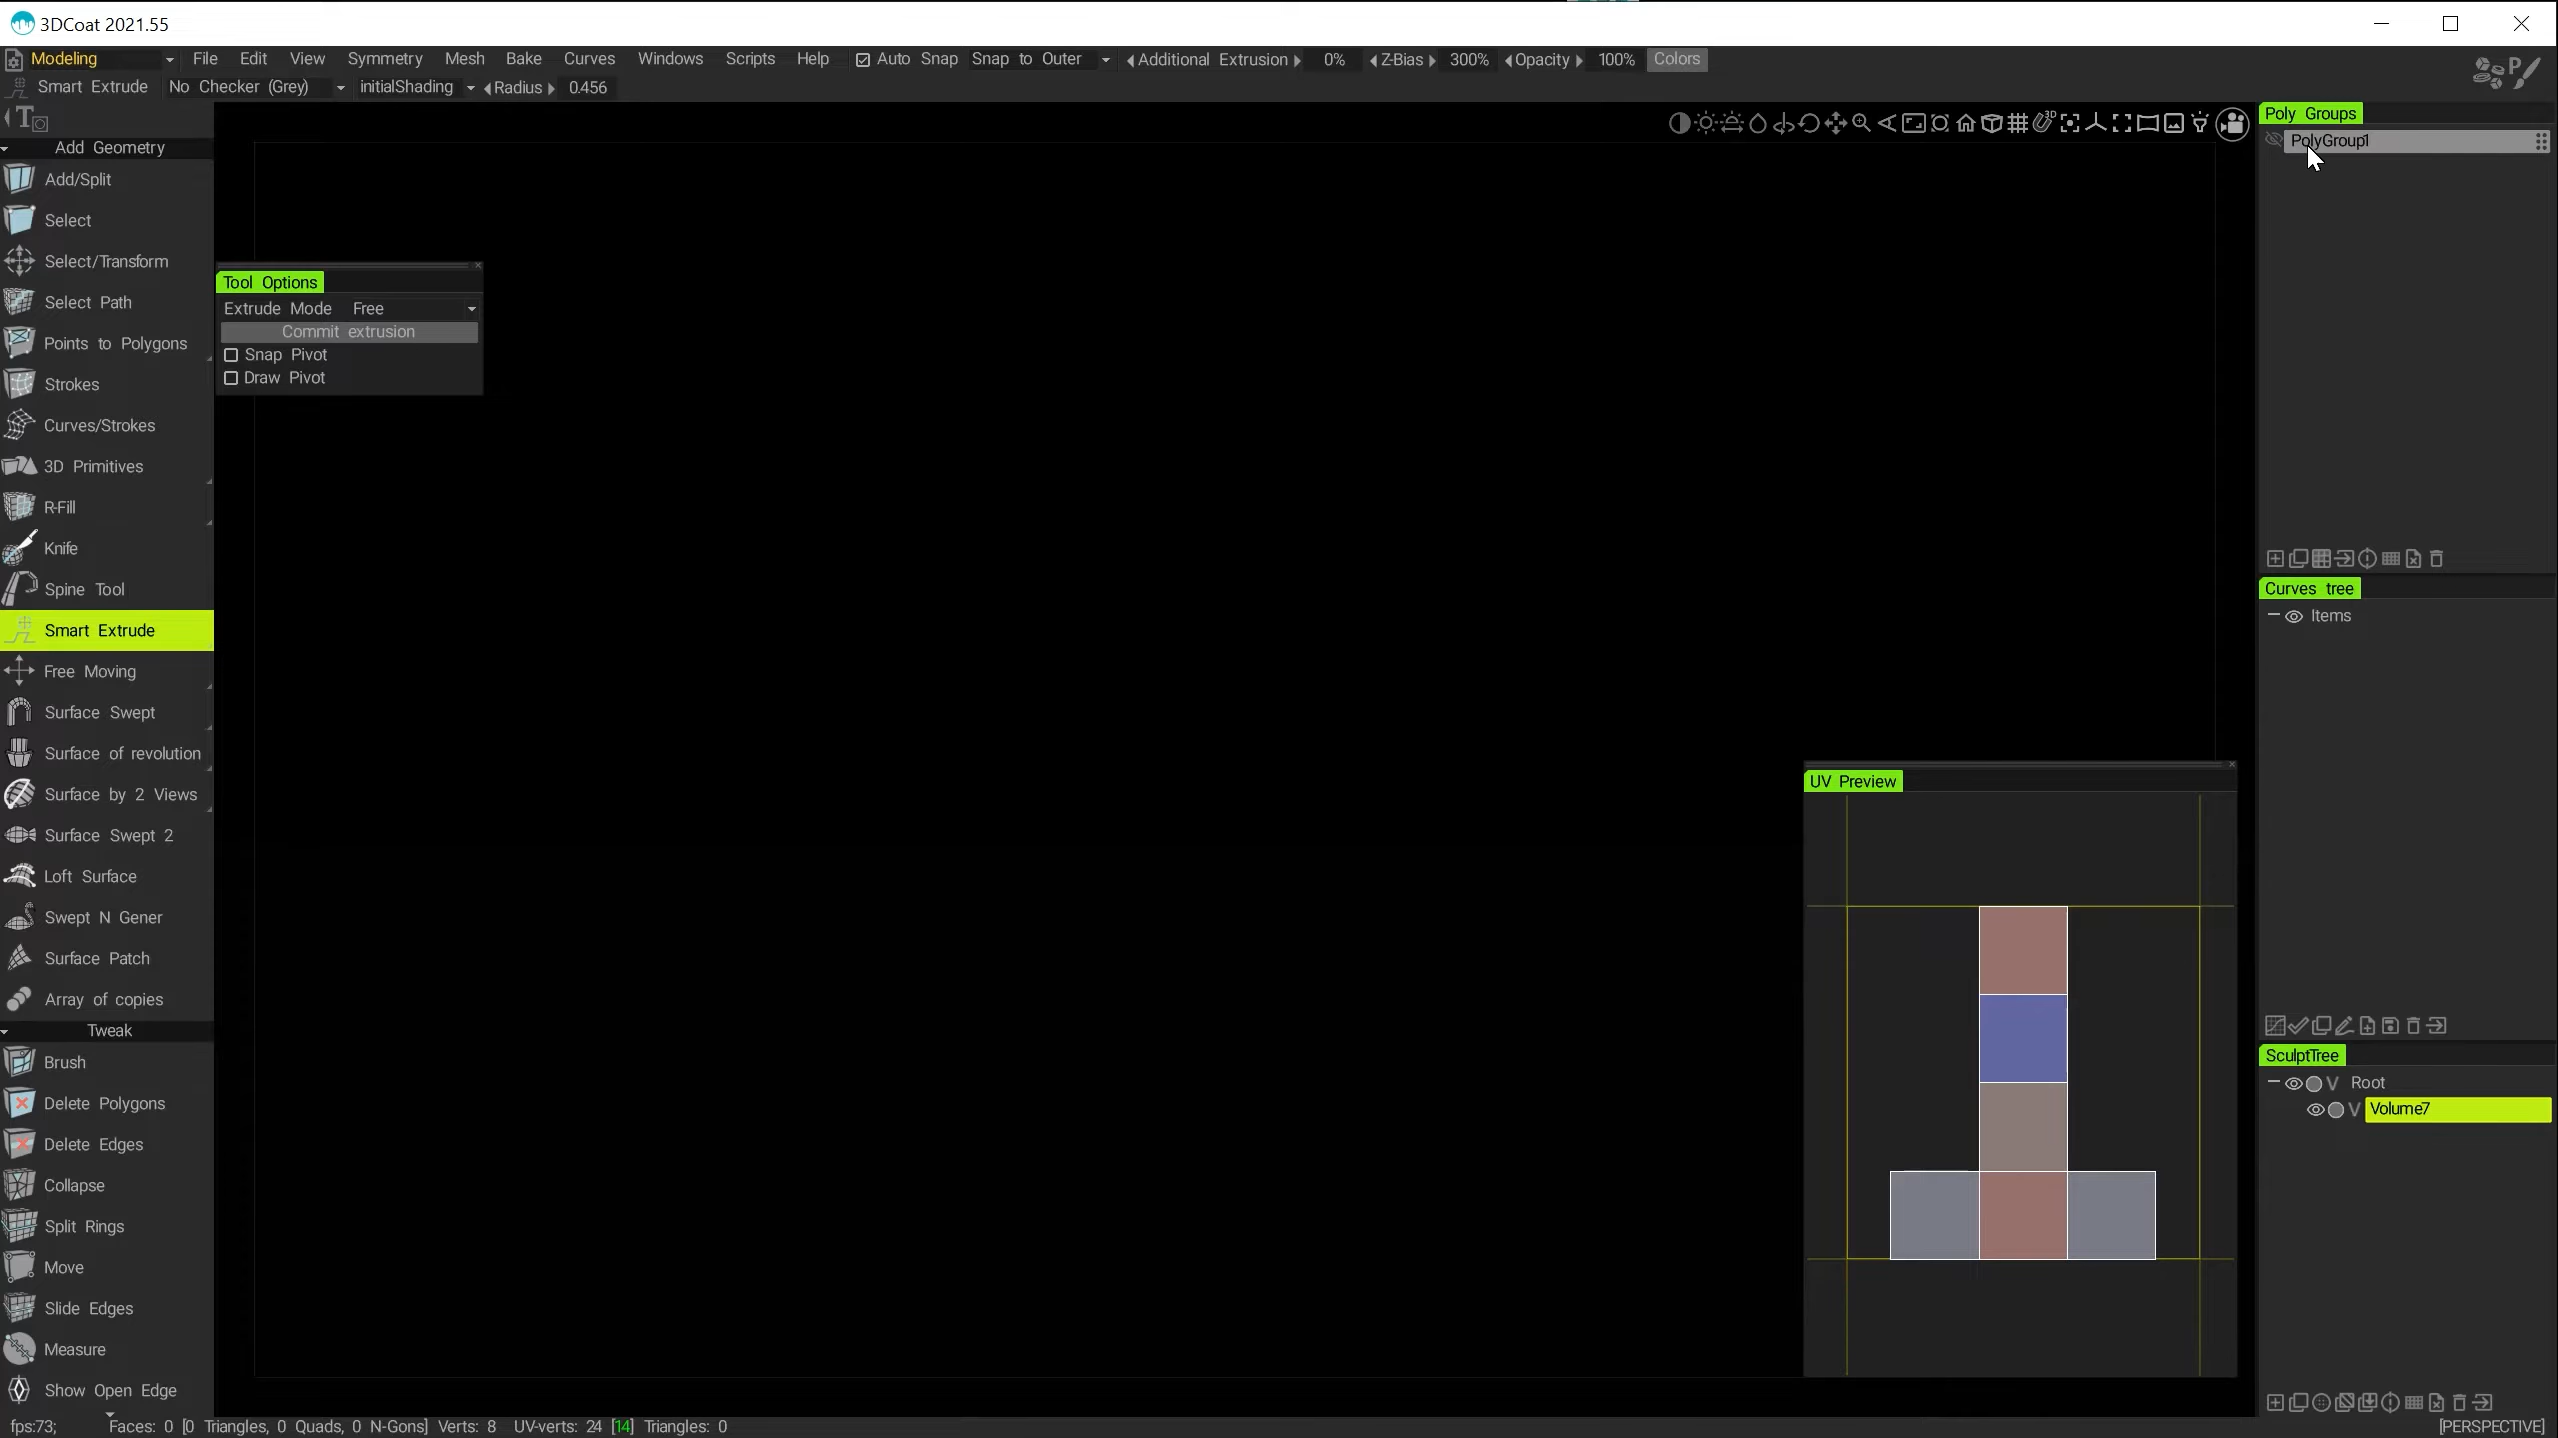 3DCoat 2021.55
Modeling File Edit View Symmetry Mesh Bake Curves Windows Scripts Help Auto Snap Snap to Outer Additional Extrusion 0% Z-Bias 300% Opacity 100% Colors
Smart Extrude No Checker (Grey) initialShading Radius 0.456
T
Add Geometry
Add/Split
Select
Select/Transform
Select Path
Points to Polygons
Strokes
Curves/Strokes
3D Primitives
R-Fill
Knife
Spine Tool
Smart Extrude
Free Moving
Surface Swept
Surface of revolution
Surface by 2 Views
Surface Swept 2
Loft Surface
Swept N Gener
Surface Patch
Array of copies
Tweak
Brush
Delete Polygons
Delete Edges
Collapse
Split Rings
Move
Slide Edges
Measure
Show Open Edge
Tool Options
Extrude Mode Free
Commit extrusion
Snap Pivot
Draw Pivot
3D
P
UV Preview
Poly Groups
PolyGroup1
Curves tree
Items
SculptTree
V Root
V Volume7
fps:73; Faces: 0 [0 Triangles, 0 Quads, 0 N-Gons] Verts: 8 UV-verts: 24 [14] Triangles: 0
[PERSPECTIVE]